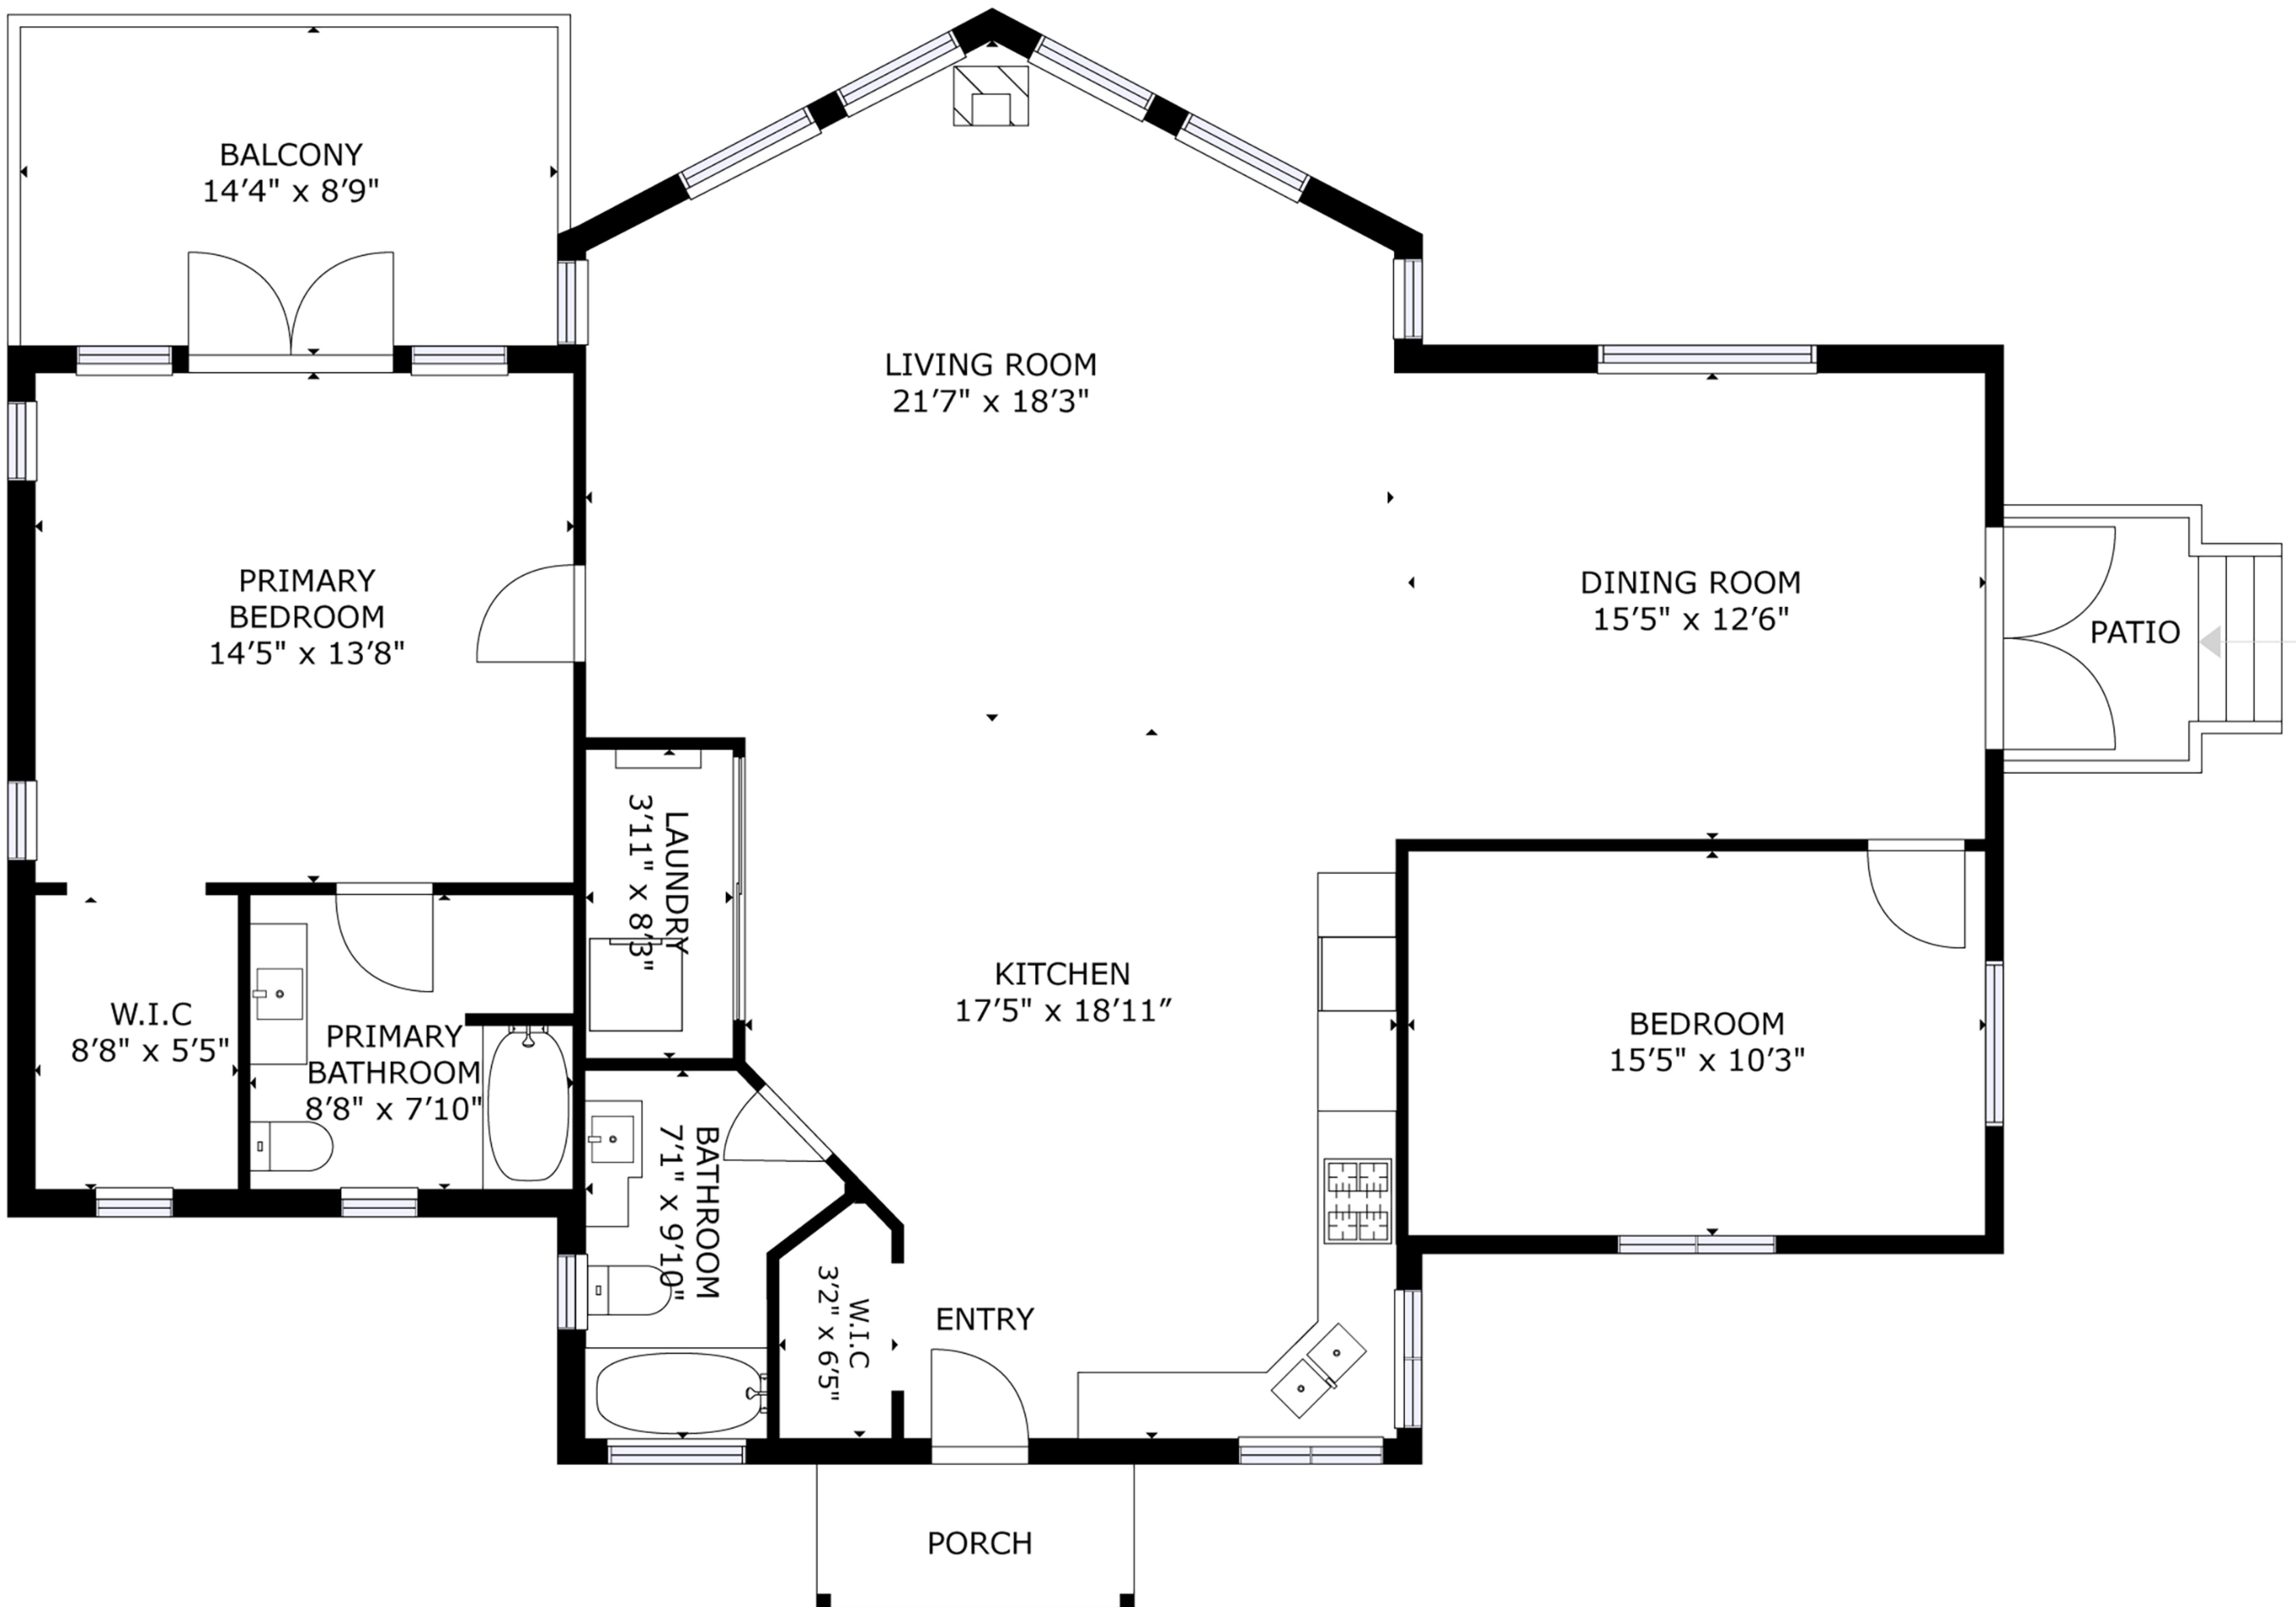 BALCONY
14'4" x 8'9"
LIVING ROOM
21'7" x 18'3"
PRIMARY
BEDROOM
14'5" x 13'8"
DINING ROOM
15'5" x 12'6"
PATIO
LAUNDRY
3'11" x 8'3"
KITCHEN
17'5" x 18'11"
W.I.C
8'8" x 5'5"
PRIMARY
BATHROOM
8'8" x 7'10"
BEDROOM
15'5" x 10'3"
BATHROOM
7'1" x 9'10"
W.I.C
3'2" x 6'5"
ENTRY
PORCH